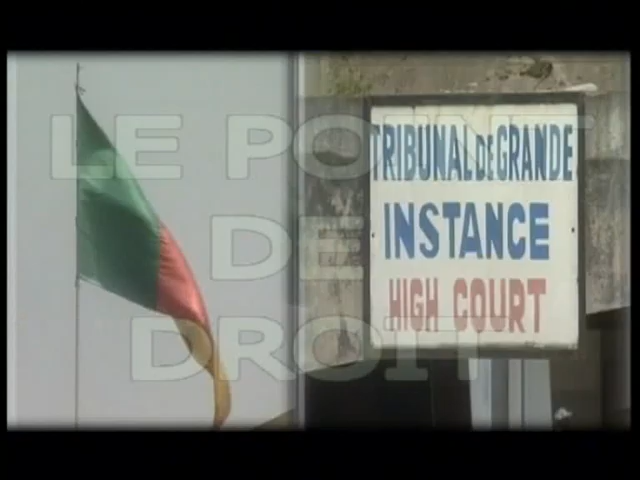 LE POINT
DE
DROIT
TRIBUNAL DE GRANDE
INSTANCE
HIGH COURT